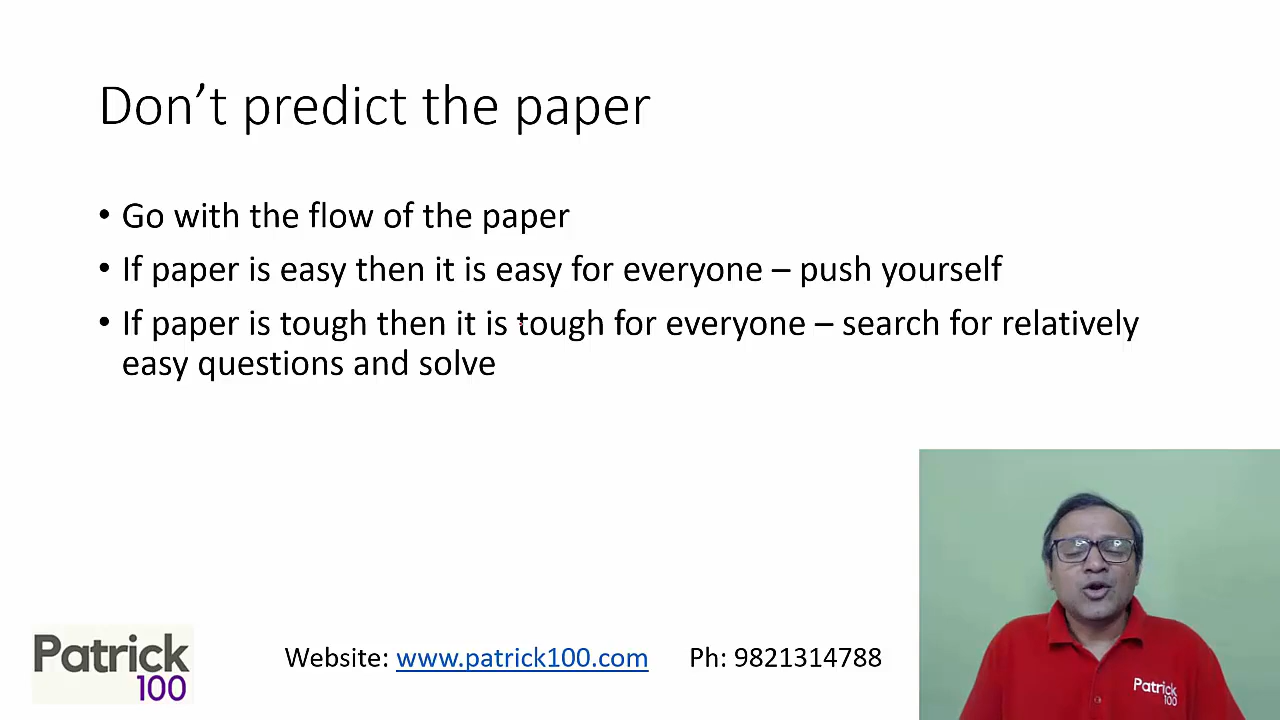 Don’t predict the paper
• Go with the flow of the paper
• If paper is easy then it is easy for everyone – push yourself
• If paper is tough then it is tough for everyone – search for relatively
easy questions and solve
Patrick
100
Website: www.patrick100.com Ph: 9821314788
Patrick
100